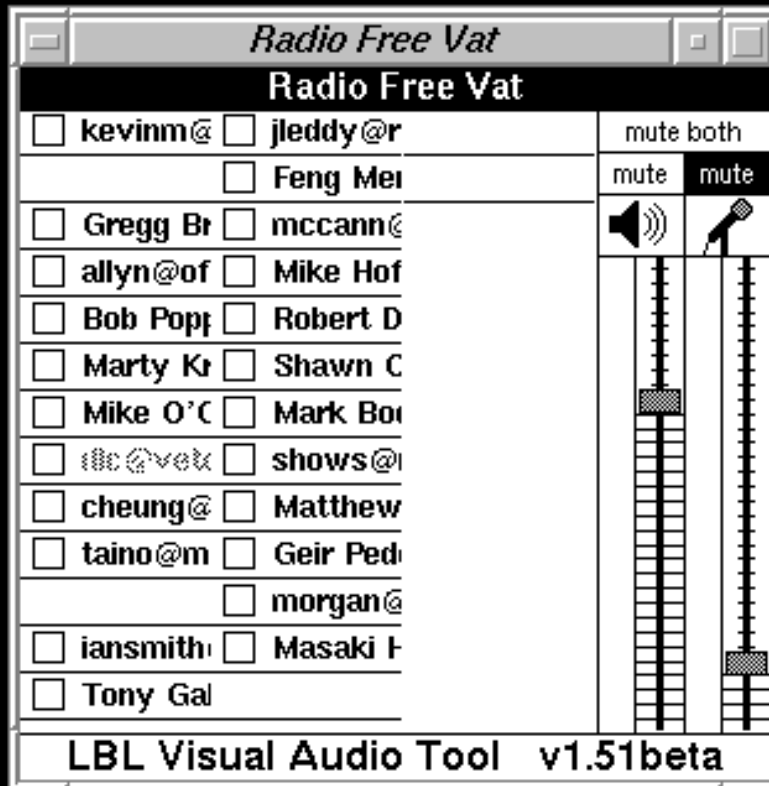 Radio Free Vat
Radio Free Vat
kevinm@ jleddy@r
Feng Mei
Gregg Br mccann@
allyn@of Mike Hof
Bob Popp Robert D
Marty Kr Shawn C
Mike O'C Mark Boo
shows@
cheung@ Matthew
taino@m Geir Ped
morgan@
iansmith Masaki H
Tony Gal
mute both
mute mute
LBL Visual Audio Tool v1.51beta